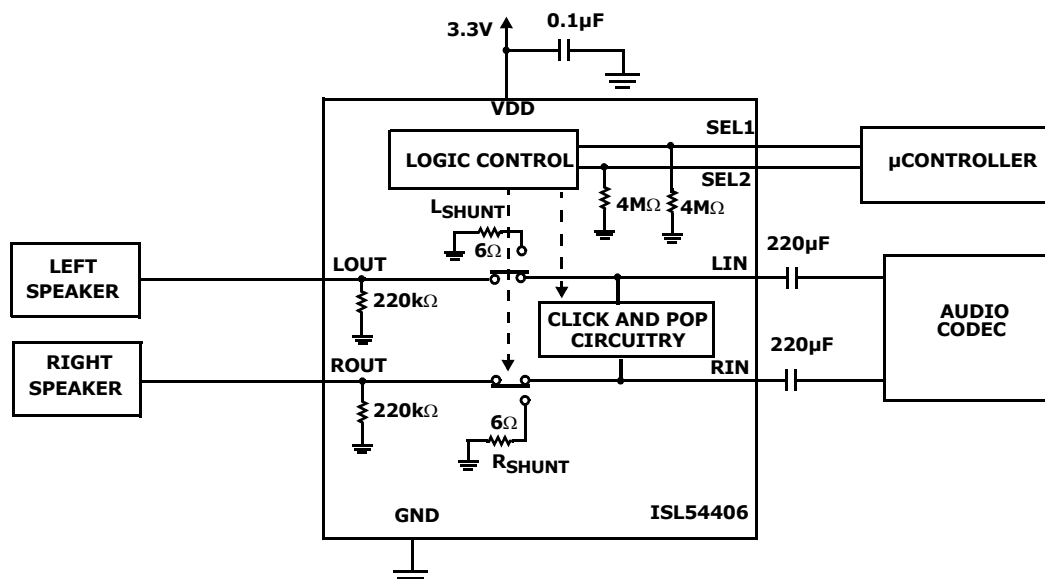 0.1µF
3.3V
VDD
SEL1
LOGIC CONTROL
µCONTROLLER
SEL2
4MΩ
4MΩ
LSHUNT
6Ω
220µF
LEFT
SPEAKER
LOUT
LIN
220kΩ
CLICK AND POP
CIRCUITRY
AUDIO
CODEC
220µF
RIGHT
SPEAKER
ROUT
RIN
220kΩ
6Ω
RSHUNT
GND
ISL54406